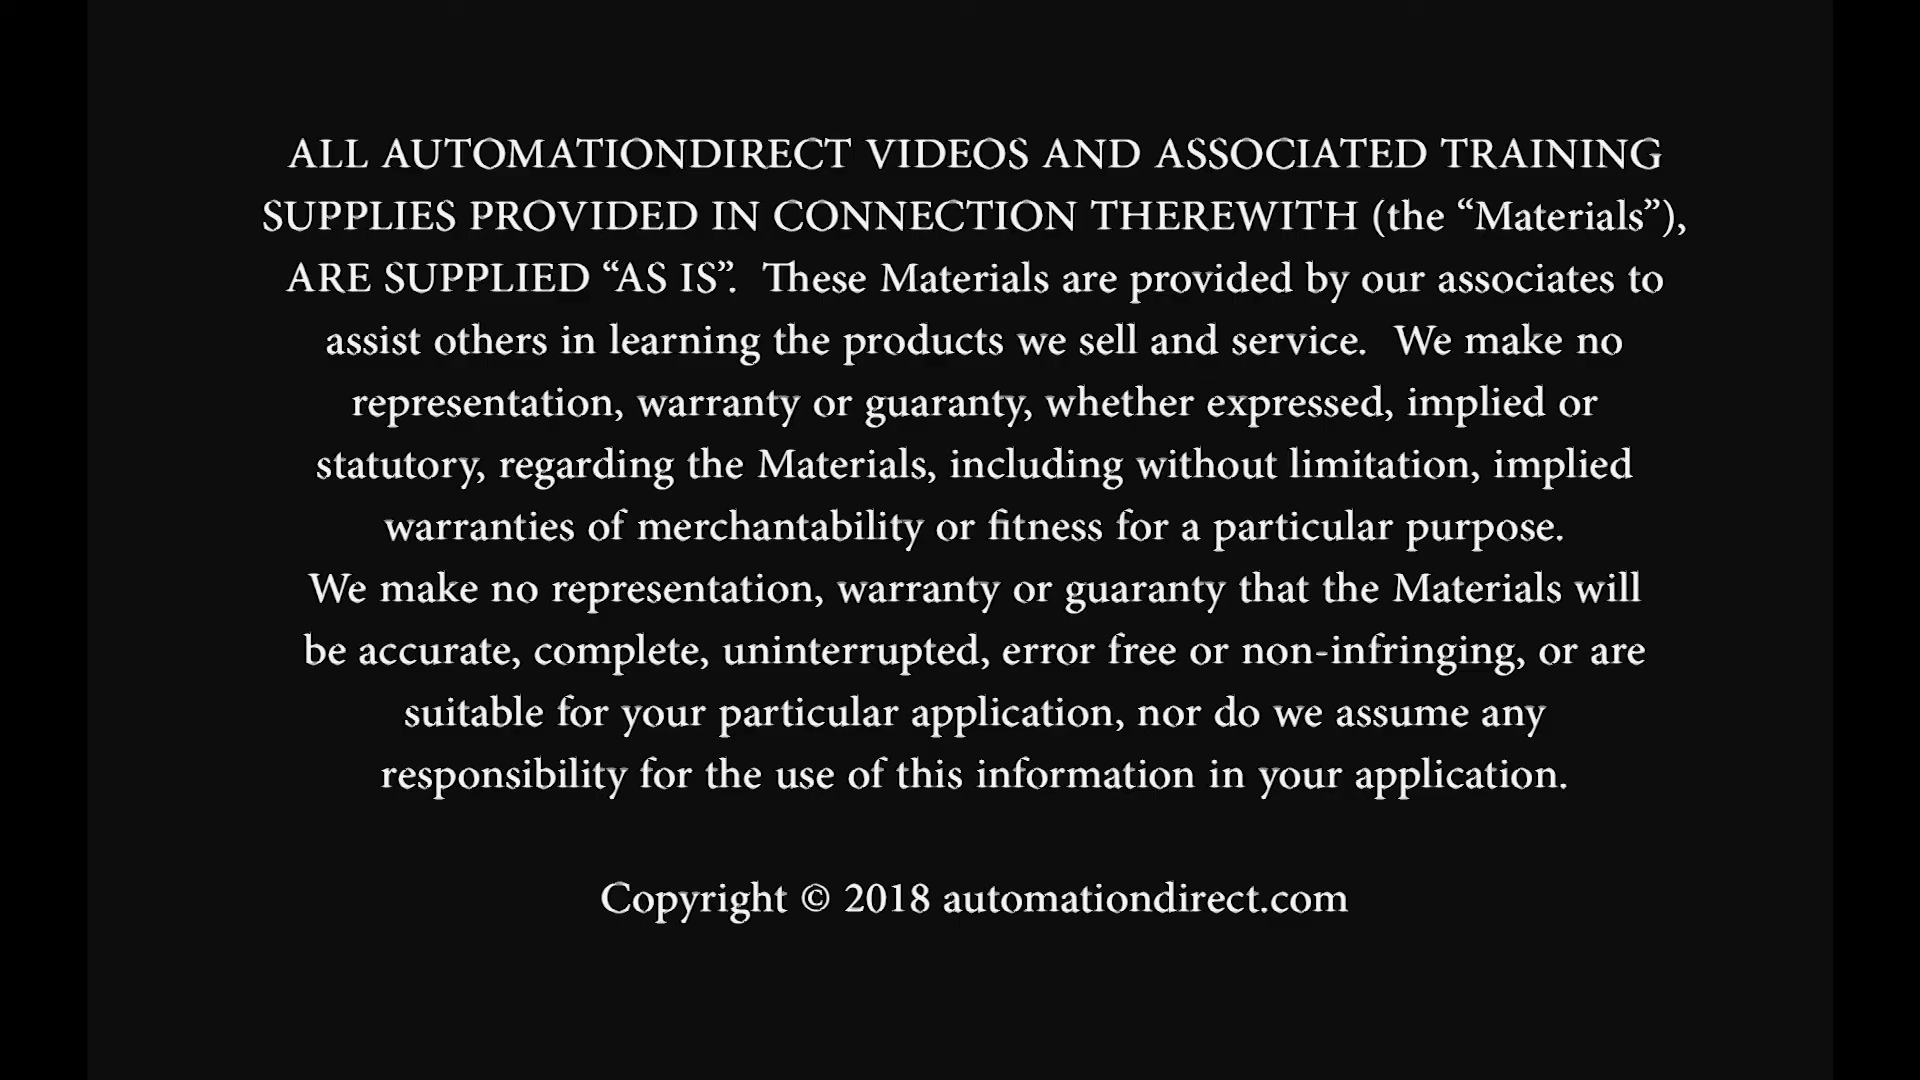 ALL AUTOMATIONDIRECT VIDEOS AND ASSOCIATED TRAINING
SUPPLIES PROVIDED IN CONNECTION THEREWITH (the “Materials”),
ARE SUPPLIED “AS IS”.  These Materials are provided by our associates to
assist others in learning the products we sell and service.  We make no
representation, warranty or guaranty, whether expressed, implied or
statutory, regarding the Materials, including without limitation, implied
warranties of merchantability or fitness for a particular purpose.
We make no representation, warranty or guaranty that the Materials will
be accurate, complete, uninterrupted, error free or non-infringing, or are
suitable for your particular application, nor do we assume any
responsibility for the use of this information in your application.
Copyright © 2018 automationdirect.com